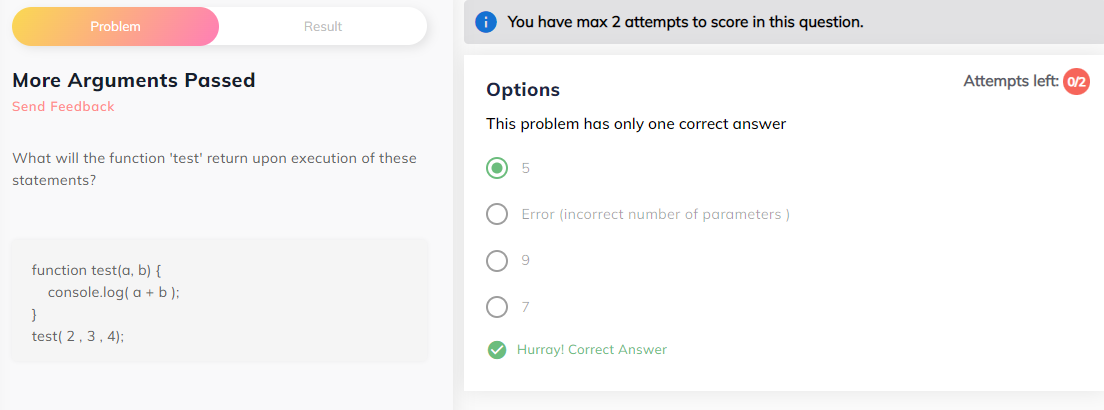 Problem
Result
More Arguments Passed
Send Feedback
What will the function 'test' return upon execution of these
statements?
function test(a, b) {
console.log( a + b );
}
test( 2 , 3 , 4);
You have max 2 attempts to score in this question.
Options
Attempts left: 0/2
This problem has only one correct answer
5
Error (incorrect number of parameters )
9
7
Hurray! Correct Answer